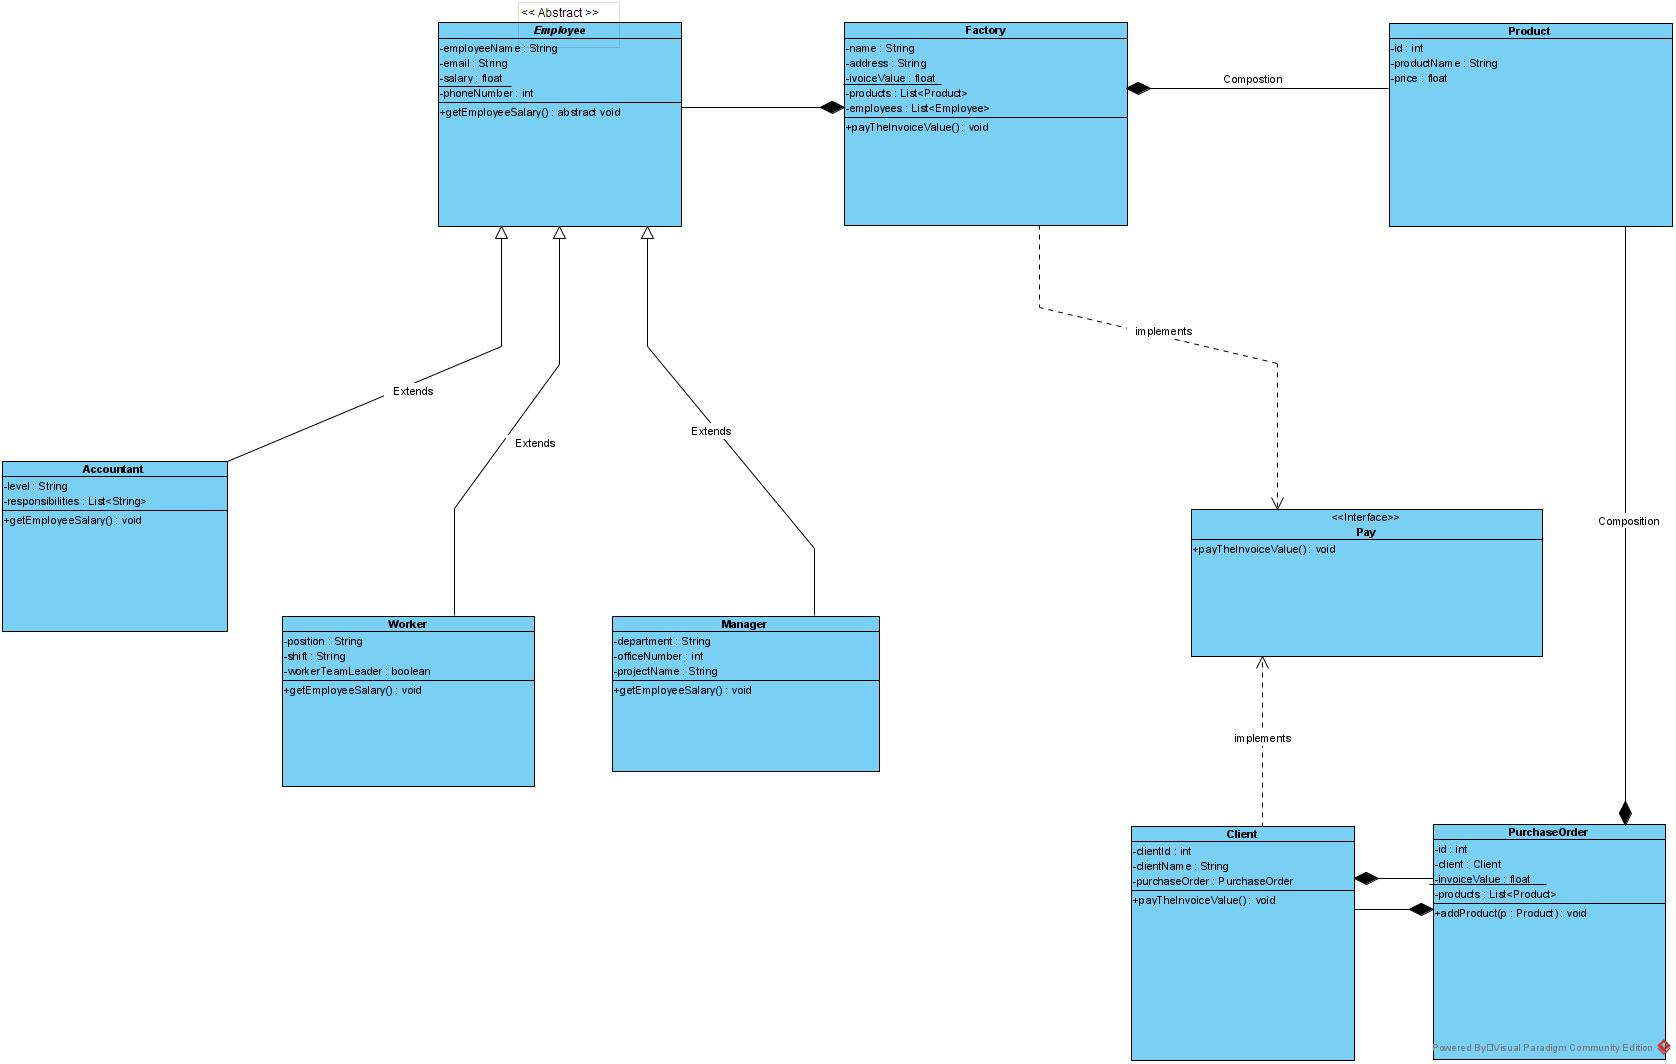 << Abstract >>
Employee
-employeeName : String
-email : String
-salary : float
-phoneNumber : int
+getEmployeeSalary() : abstract void
Factory
-name : String
-address : String
-ivoiceValue : float
-products : List<Product>
-employees : List<Employee>
+payTheInvoiceValue() : void
Compostion
Product
-id : int
-productName : String
-price : float
implements
Extends
Extends
Extends
Accountant
-level : String
-responsibilities : List<String>
+getEmployeeSalary() : void
<<Interface>>
Pay
+payTheInvoiceValue() : void
Composition
Worker
-position : String
-shift : String
-workerTeamLeader : boolean
+getEmployeeSalary() : void
Manager
-department : String
-officeNumber : int
-projectName : String
+getEmployeeSalary() : void
implements
Client
-clientId : int
-clientName : String
-purchaseOrder : PurchaseOrder
+payTheInvoiceValue() : void
PurchaseOrder
-id : int
-client : Client
-invoiceValue : float
-products : List<Product>
+addProduct(p : Product) : void
Powered By Visual Paradigm Community Edition